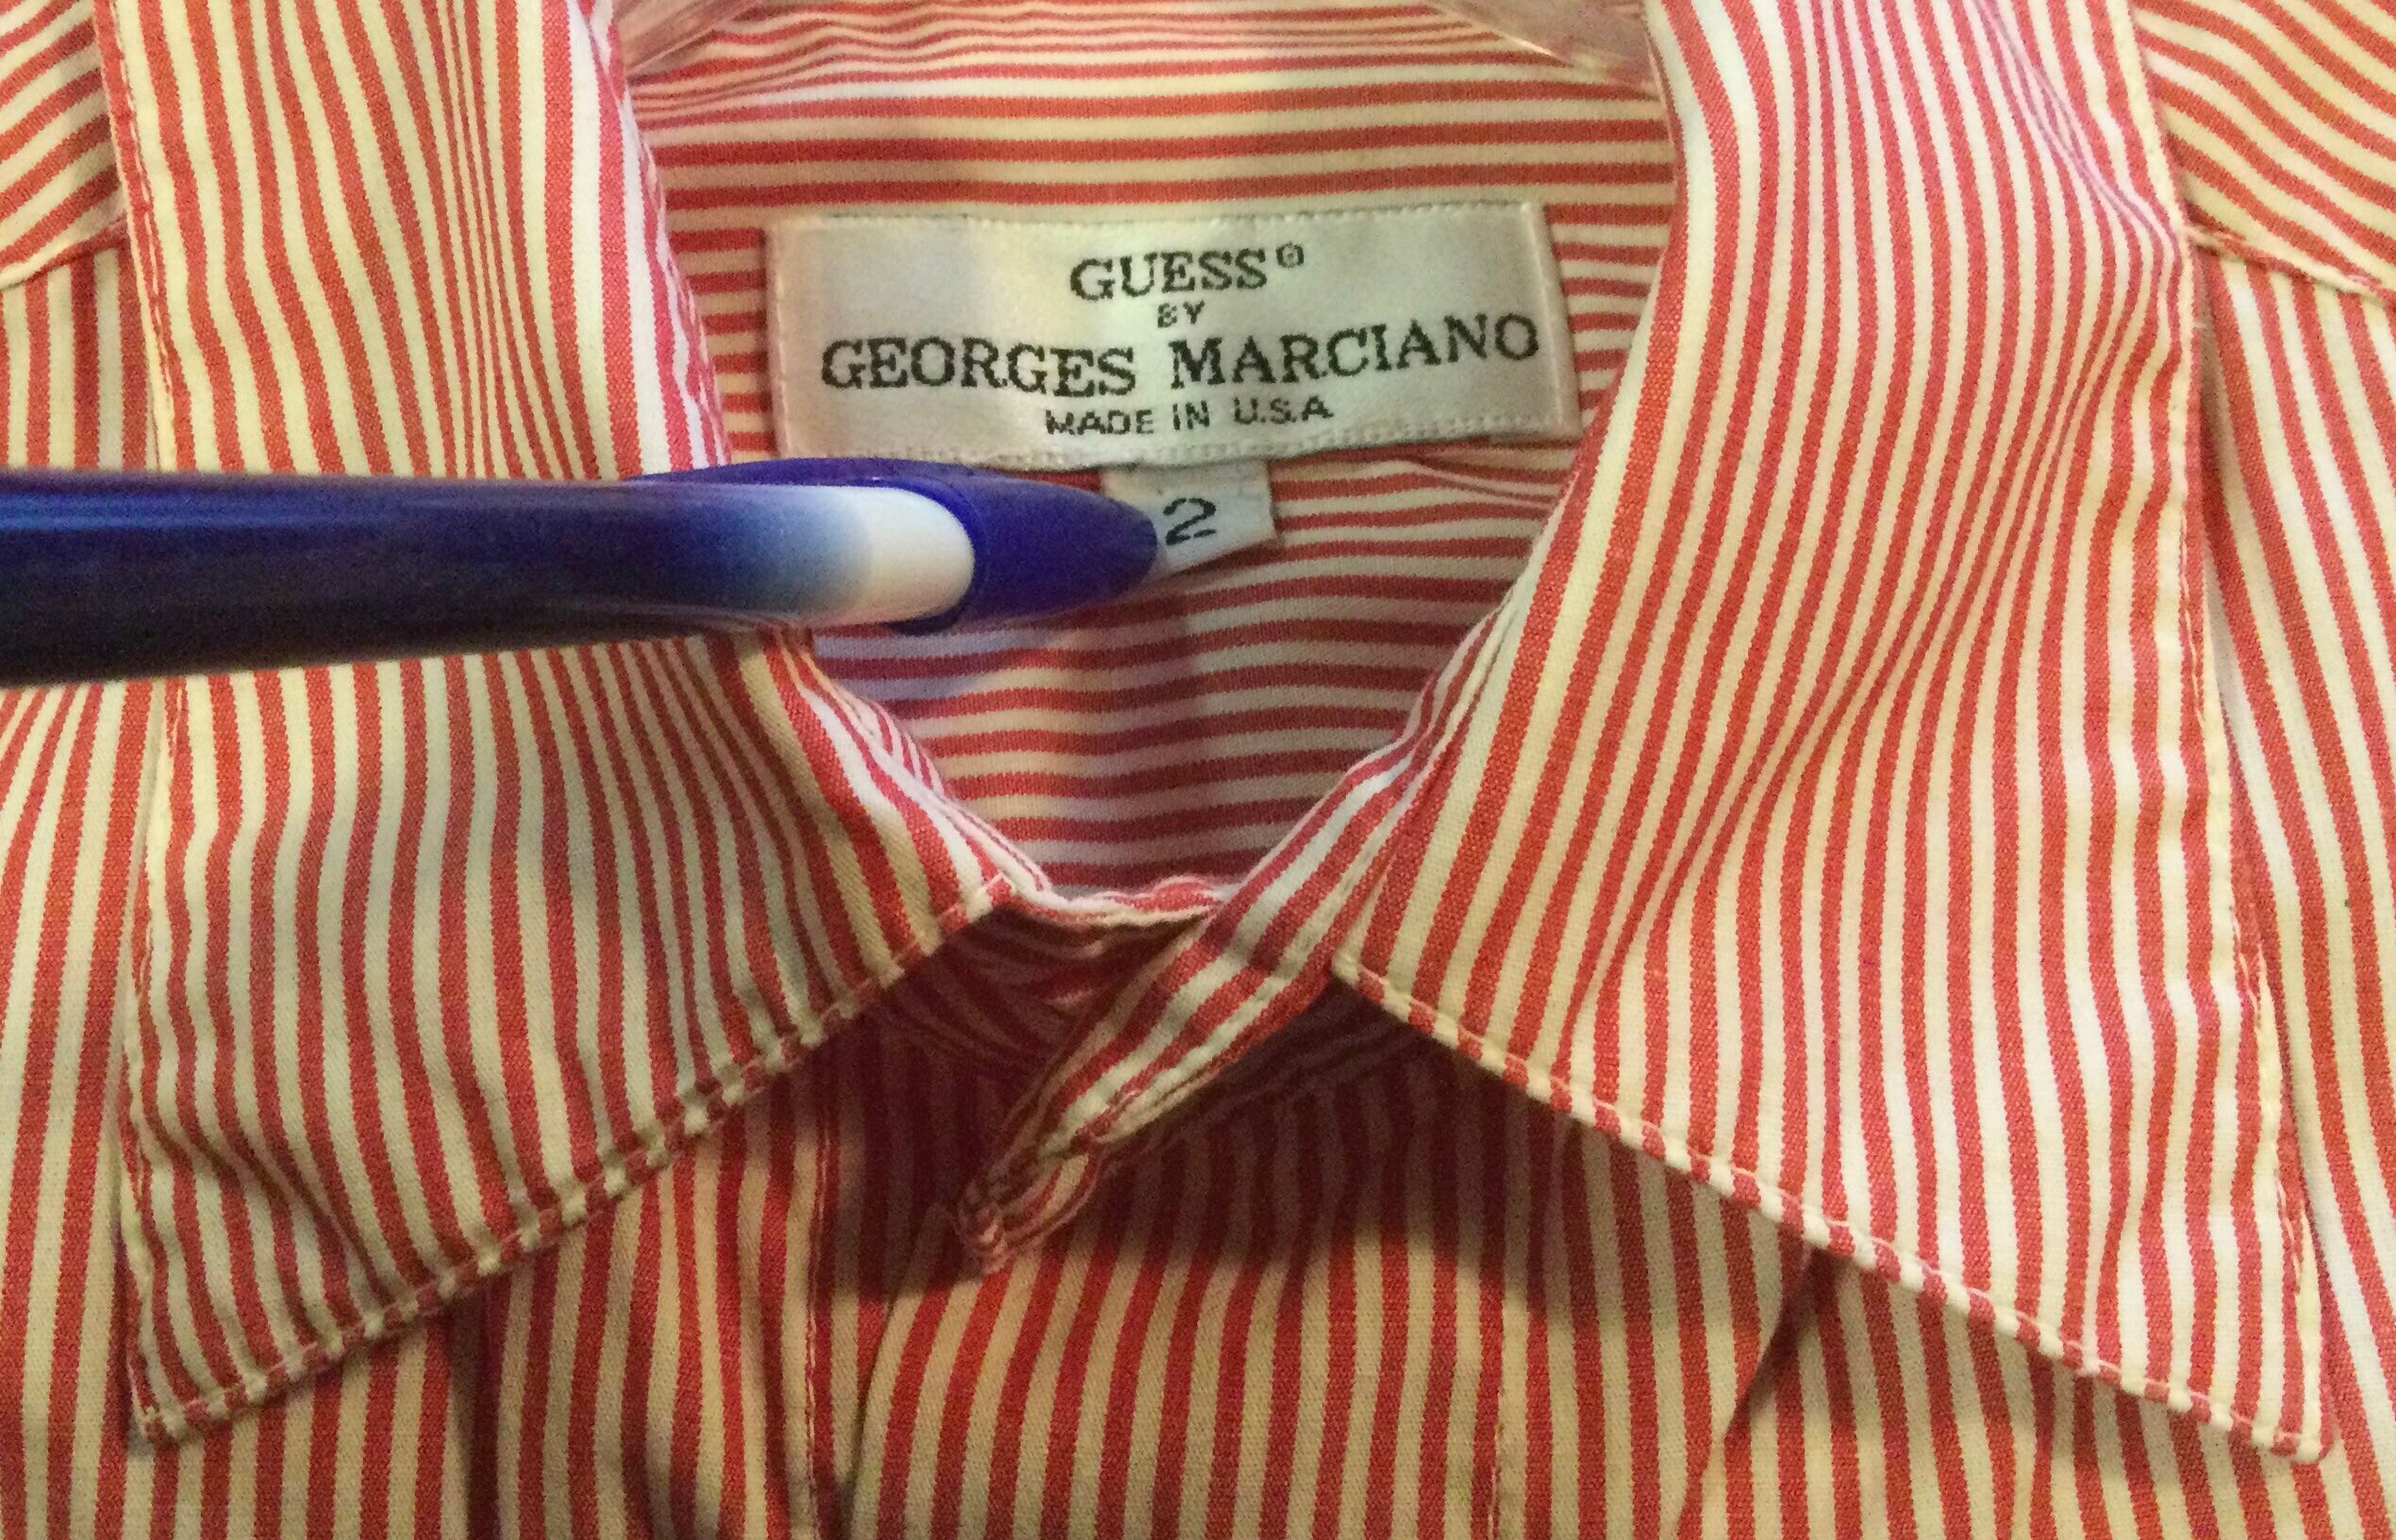 GUESS®
BY
GEORGES MARCIANO
MADE IN U.S.A
2